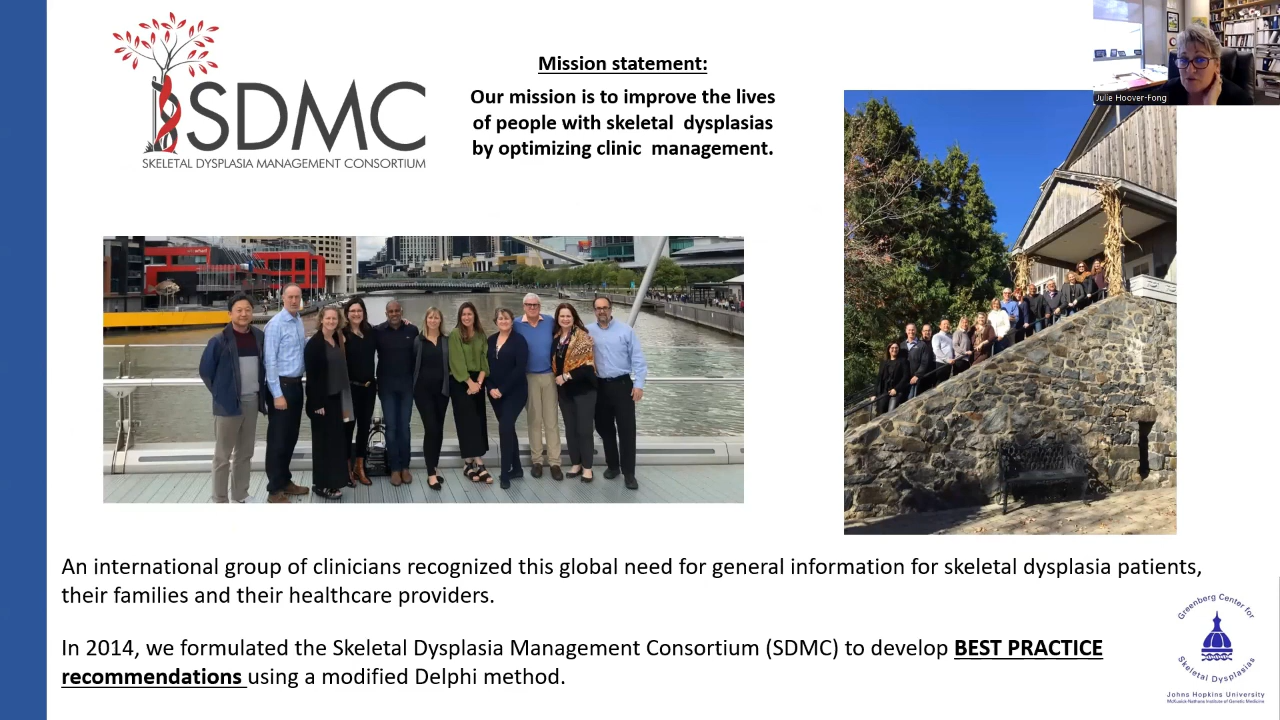 SDMC
SKELETAL DYSPLASIA MANAGEMENT CONSORTIUM
Mission statement:
Our mission is to improve the lives
of people with skeletal dysplasias
by optimizing clinic management.
Julie Hoover-Fong
An international group of clinicians recognized this global need for general information for skeletal dysplasia patients,
their families and their healthcare providers.
In 2014, we formulated the Skeletal Dysplasia Management Consortium (SDMC) to develop BEST PRACTICE
recommendations using a modified Delphi method.
Greenberg Center for
Skeletal Dysplasias
Johns Hopkins University
McKusick-Nathans Institute of Genetic Medicine